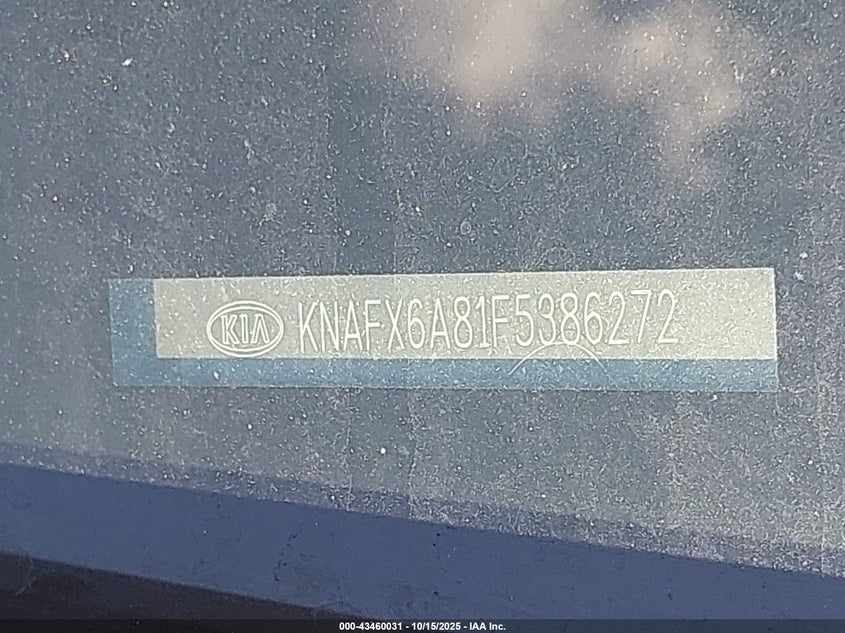 KIA KNAFX6A81F5386272
000-43460031 - 10/15/2025 - IAA Inc.